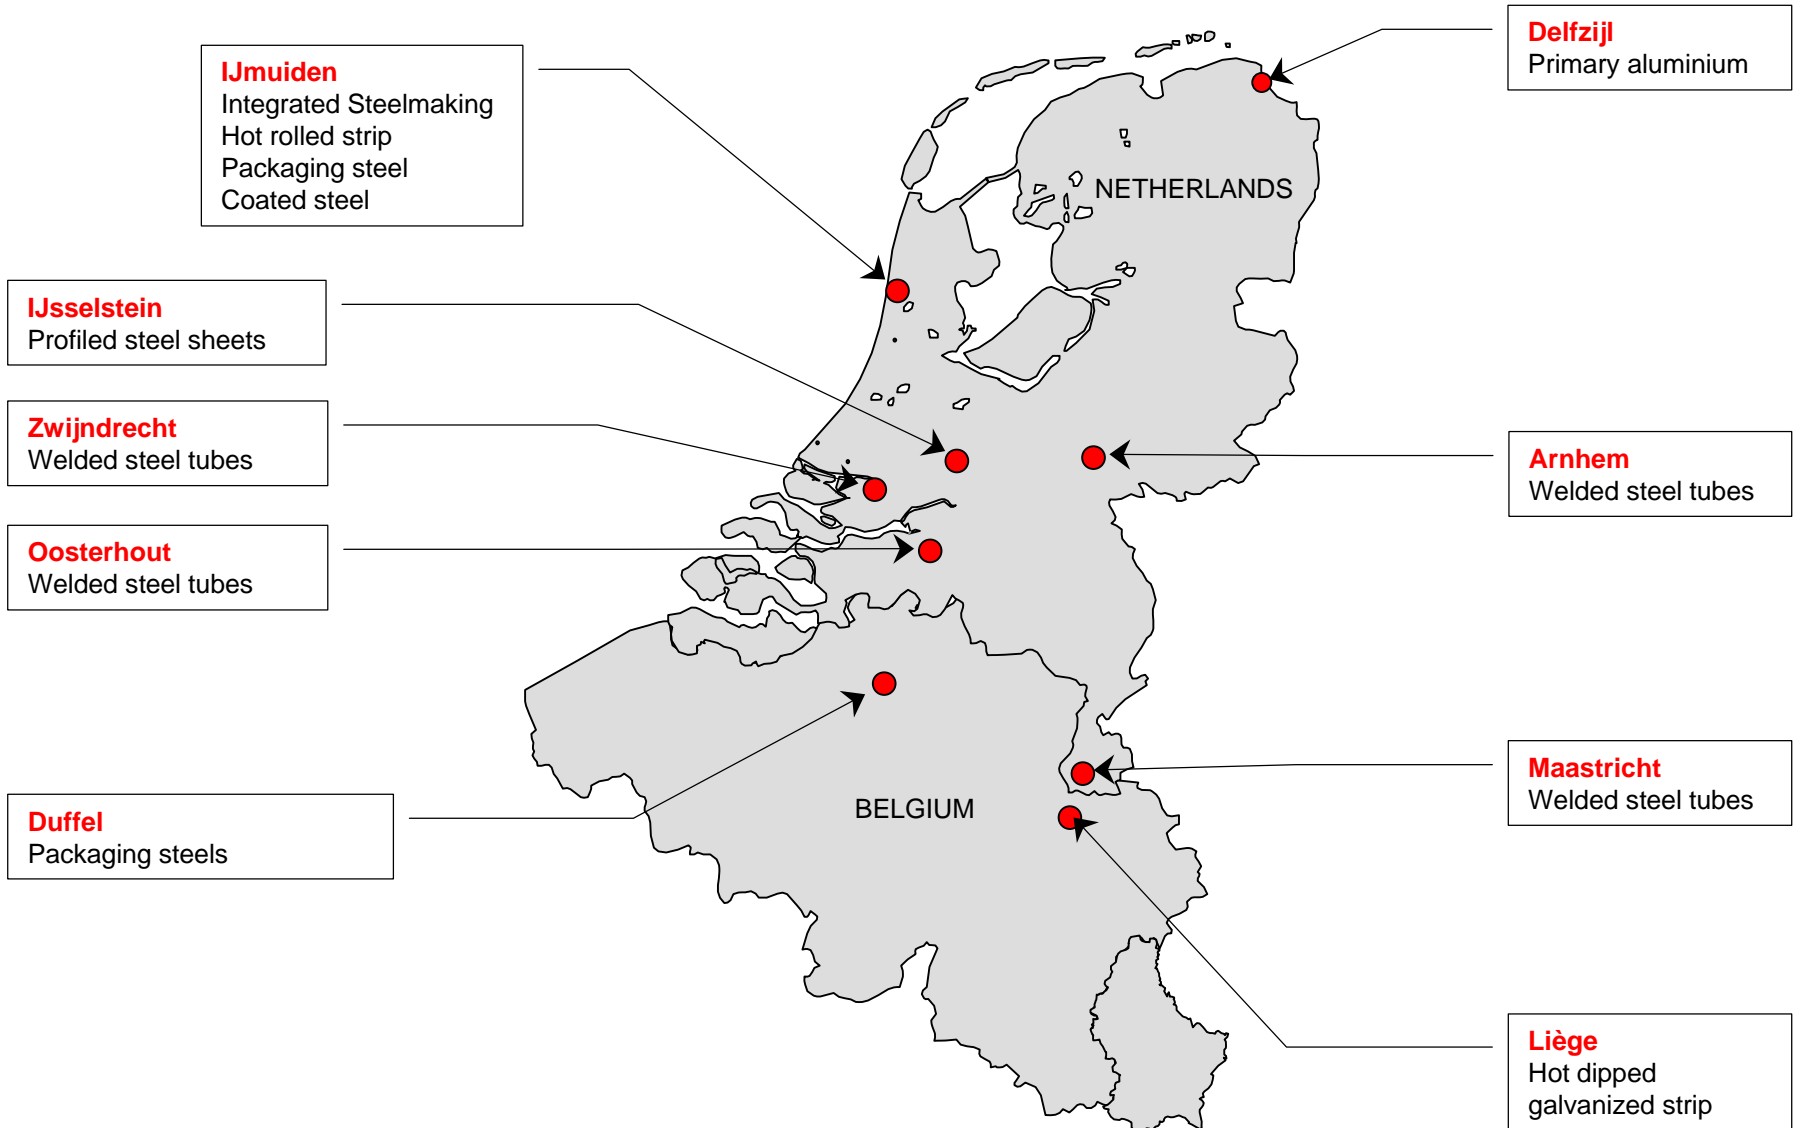 IJmuiden
Integrated Steelmaking
Hot rolled strip
Packaging steel
Coated steel
Delfzijl
Primary aluminium
NETHERLANDS
IJsselstein
Profiled steel sheets
Zwijndrecht
Welded steel tubes
Arnhem
Welded steel tubes
Oosterhout
Welded steel tubes
Maastricht
Welded steel tubes
Duffel
Packaging steels
BELGIUM
Liège
Hot dipped
galvanized strip